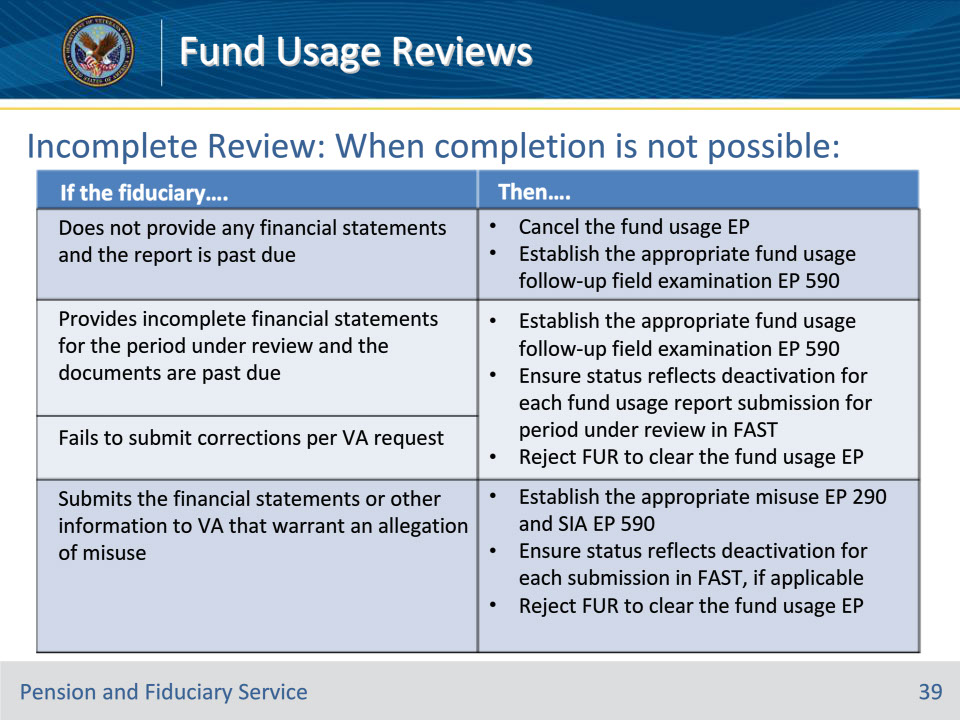 Fund Usage Reviews
Incomplete Review: When completion is not possible:
If the fiduciary….
Then….
Does not provide any financial statements
and the report is past due
• Cancel the fund usage EP
• Establish the appropriate fund usage
follow-up field examination EP 590
Provides incomplete financial statements
for the period under review and the
documents are past due
Fails to submit corrections per VA request
• Establish the appropriate fund usage
follow-up field examination EP 590
• Ensure status reflects deactivation for
each fund usage report submission for
period under review in FAST
• Reject FUR to clear the fund usage EP
Submits the financial statements or other
information to VA that warrant an allegation
of misuse
• Establish the appropriate misuse EP 290
and SIA EP 590
• Ensure status reflects deactivation for
each submission in FAST, if applicable
• Reject FUR to clear the fund usage EP
Pension and Fiduciary Service
39